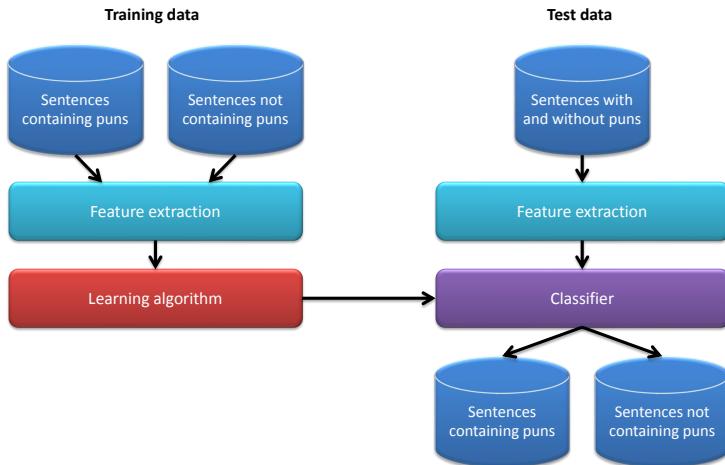 Training data
Test data
Sentences
containing puns
Sentences not
containing puns
Sentences with
and without puns
Feature extraction
Feature extraction
Learning algorithm
Classifier
Sentences
containing puns
Sentences not
containing puns